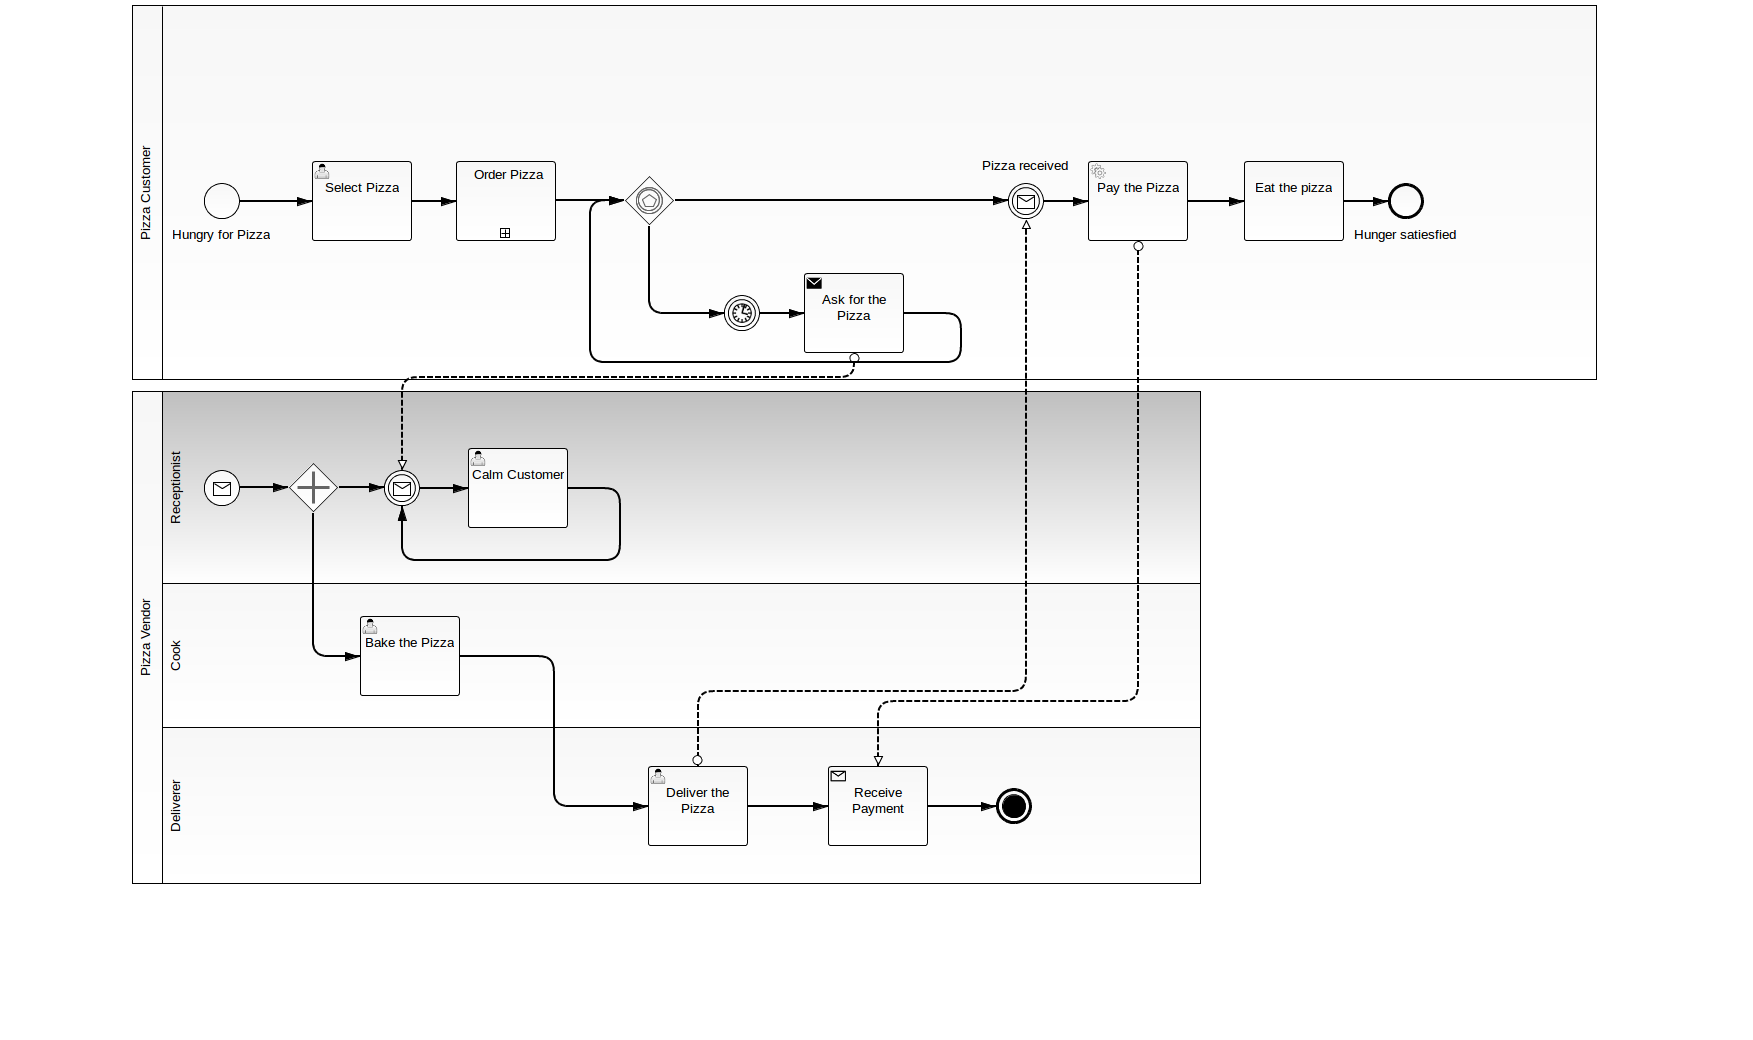 Pizza Customer
Pizza received
Select Pizza
Order Pizza
Pay the Pizza
Eat the pizza
Hungry for Pizza
Hunger satiesfied
Ask for the
Pizza
Pizza Vendor
Receptionist
Calm Customer
Cook
Bake the Pizza
Deliverer
Deliver the
Pizza
Receive
Payment